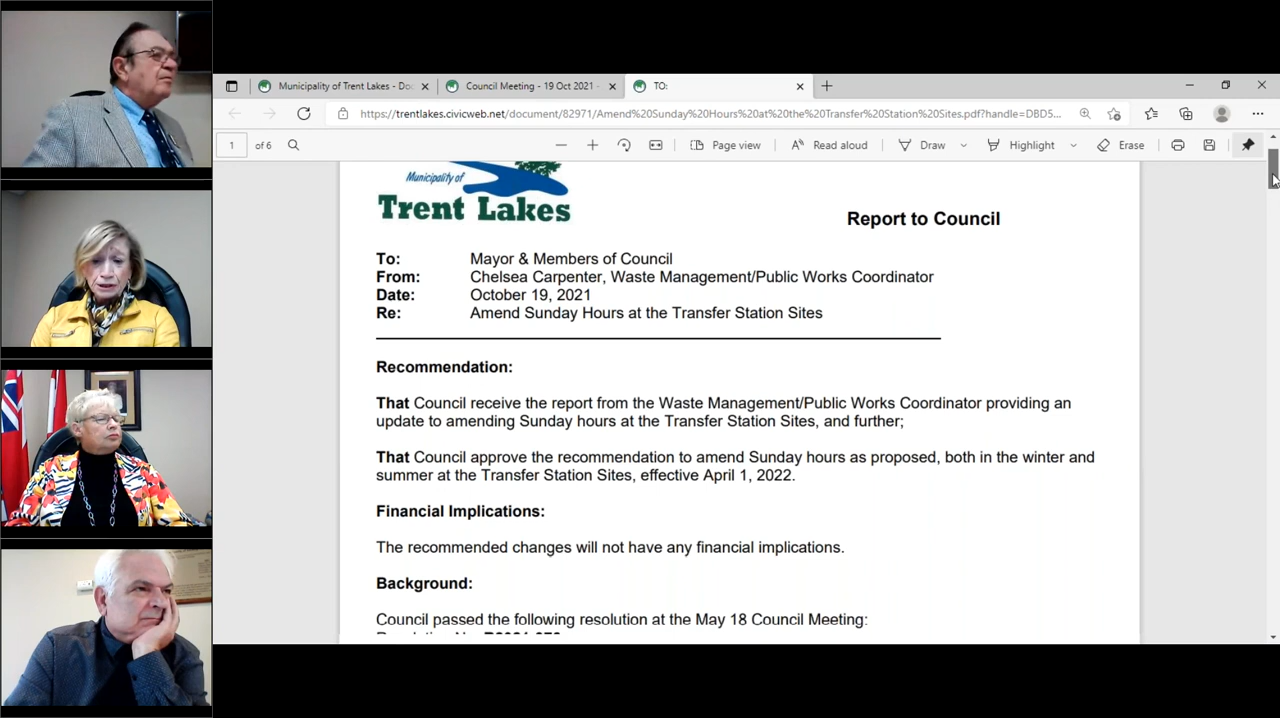 Municipality of Trent Lakes - Doc
Council Meeting - 19 Oct 2021 -
TO:
https://trentlakes.civicweb.net/document/82971/Amend%20Sunday%20Hours%20at%20the%20Transfer%20Station%20Sites.pdf?handle=DBD5...
1 of 6
Page view
Read aloud
Draw
Highlight
Erase
Municipality of
Trent Lakes
Report to Council
To: Mayor & Members of Council
From: Chelsea Carpenter, Waste Management/Public Works Coordinator
Date: October 19, 2021
Re: Amend Sunday Hours at the Transfer Station Sites
Recommendation:
That Council receive the report from the Waste Management/Public Works Coordinator providing an
update to amending Sunday hours at the Transfer Station Sites, and further;
That Council approve the recommendation to amend Sunday hours as proposed, both in the winter and
summer at the Transfer Station Sites, effective April 1, 2022.
Financial Implications:
The recommended changes will not have any financial implications.
Background:
Council passed the following resolution at the May 18 Council Meeting: